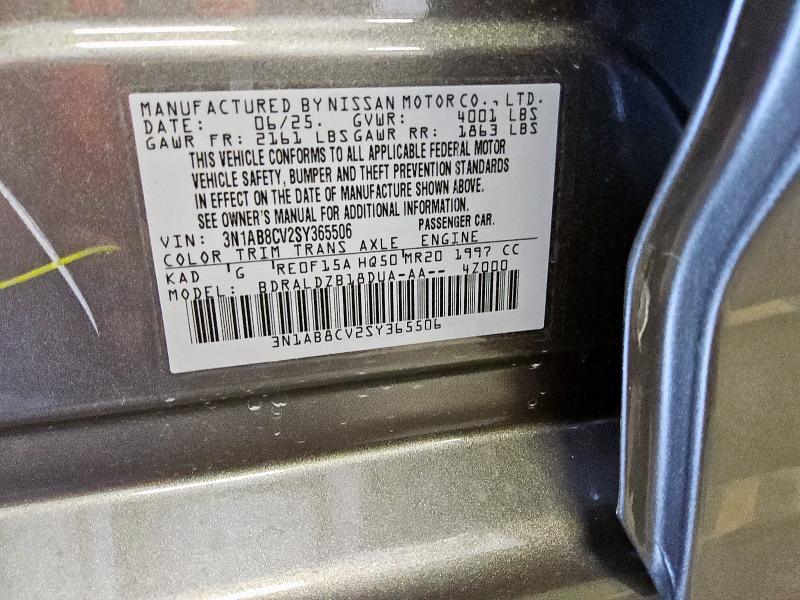 MANUFACTURED BY NISSAN MOTOR CO., LTD.
DATE: 06/25. GVWR: 4001 LBS
GAWR FR: 2161 LBS GAWR RR: 1863 LBS
THIS VEHICLE CONFORMS TO ALL APPLICABLE FEDERAL MOTOR
VEHICLE SAFETY, BUMPER AND THEFT PREVENTION STANDARDS
IN EFFECT ON THE DATE OF MANUFACTURE SHOWN ABOVE.
SEE OWNER'S MANUAL FOR ADDITIONAL INFORMATION.
VIN: 3N1AB8CV2SY365506 PASSENGER CAR.
COLOR TRIM TRANS AXLE ENGINE
KAD G RE0F15A HQ50 MR20 1997 CC
MODEL: BDRALDZB18DUA-AA-- 4Z000
3N1AB8CV2SY365506